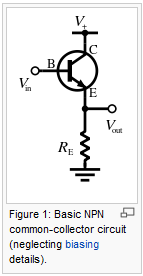 V+
C
B
Vin
E
Vout
RE
Figure 1: Basic NPN
common-collector circuit
(neglecting biasing
details).